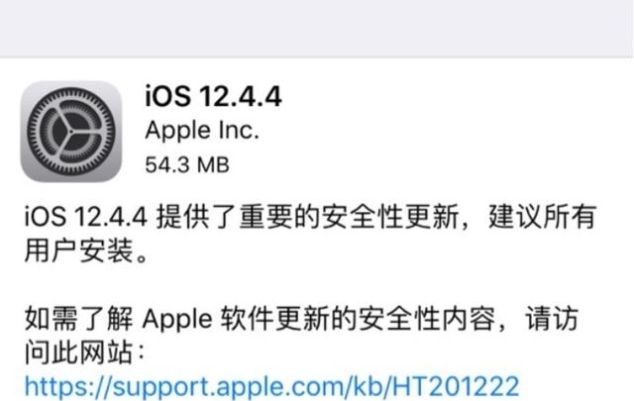 iOS 12.4.4
Apple Inc.
54.3 MB
iOS 12.4.4 提供了重要的安全性更新，建议所有
用户安装。
如需了解 Apple 软件更新的安全性内容，请访
问此网站：
https://support.apple.com/kb/HT201222